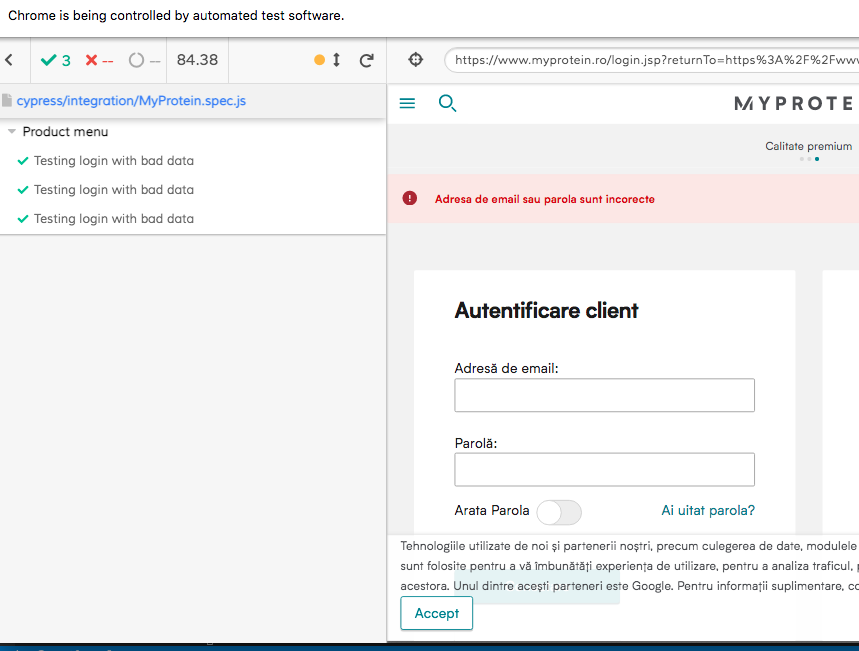 Chrome is being controlled by automated test software.
3 -- -- 84.38
https://www.myprotein.ro/login.jsp?returnTo=https%3A%2F%2Fwww
cypress/integration/MyProtein.spec.js
Product menu
Testing login with bad data
Testing login with bad data
Testing login with bad data
MYPROTE
Calitate premium
Adresa de email sau parola sunt incorecte
Autentificare client
Adresă de email:
Parolă:
Arata Parola
Ai uitat parola?
Tehnologiile utilizate de noi și partenerii noștri, precum culegerea de date, modulele
sunt folosite pentru a vă îmbunătăți experiența de utilizare, pentru a analiza traficul,
acestora. Unul dintre acești parteneri este Google. Pentru informații suplimentare,
Accept